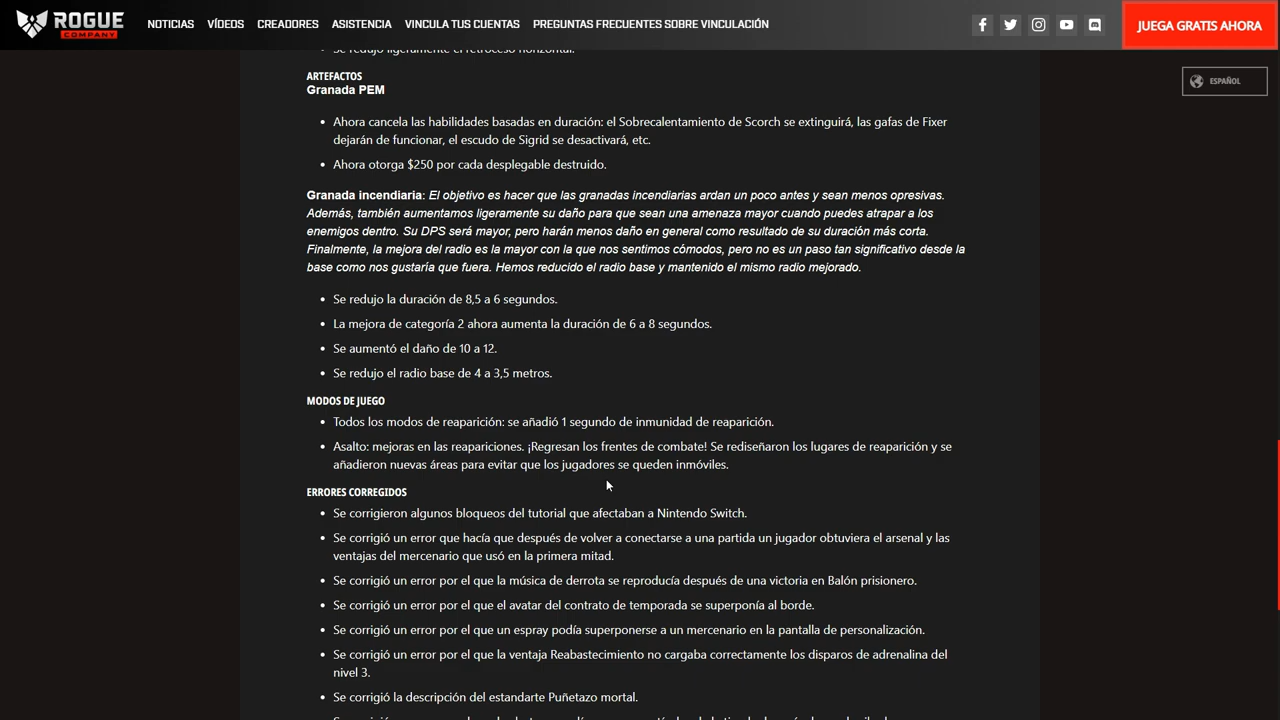 ROGUE
COMPANY
NOTICIAS VÍDEOS CREADORES ASISTENCIA VINCULA TUS CUENTAS PREGUNTAS FRECUENTES SOBRE VINCULACIÓN
JUEGA GRATIS AHORA
ESPAÑOL
Se redujo ligeramente el retroceso horizontal.
ARTEFACTOS
Granada PEM
Ahora cancela las habilidades basadas en duración: el Sobrecalentamiento de Scorch se extinguirá, las gafas de Fixer
dejarán de funcionar, el escudo de Sigrid se desactivará, etc.
Ahora otorga $250 por cada desplegable destruido.
Granada incendiaria: El objetivo es hacer que las granadas incendiarias ardan un poco antes y sean menos opresivas.
Además, también aumentamos ligeramente su daño para que sean una amenaza mayor cuando puedes atrapar a los
enemigos dentro. Su DPS será mayor, pero harán menos daño en general como resultado de su duración más corta.
Finalmente, la mejora del radio es la mayor con la que nos sentimos cómodos, pero no es un paso tan significativo desde la
base como nos gustaría que fuera. Hemos reducido el radio base y mantenido el mismo radio mejorado.
Se redujo la duración de 8,5 a 6 segundos.
La mejora de categoría 2 ahora aumenta la duración de 6 a 8 segundos.
Se aumentó el daño de 10 a 12.
Se redujo el radio base de 4 a 3,5 metros.
MODOS DE JUEGO
Todos los modos de reaparición: se añadió 1 segundo de inmunidad de reaparición.
Asalto: mejoras en las reapariciones. ¡Regresan los frentes de combate! Se rediseñaron los lugares de reaparición y se
añadieron nuevas áreas para evitar que los jugadores se queden inmóviles.
ERRORES CORREGIDOS
Se corrigieron algunos bloqueos del tutorial que afectaban a Nintendo Switch.
Se corrigió un error que hacía que después de volver a conectarse a una partida un jugador obtuviera el arsenal y las
ventajas del mercenario que usó en la primera mitad.
Se corrigió un error por el que la música de derrota se reproducía después de una victoria en Balón prisionero.
Se corrigió un error por el que el avatar del contrato de temporada se superponía al borde.
Se corrigió un error por el que un espray podía superponerse a un mercenario en la pantalla de personalización.
Se corrigió un error por el que la ventaja Reabastecimiento no cargaba correctamente los disparos de adrenalina del
nivel 3.
Se corrigió la descripción del estandarte Puñetazo mortal.